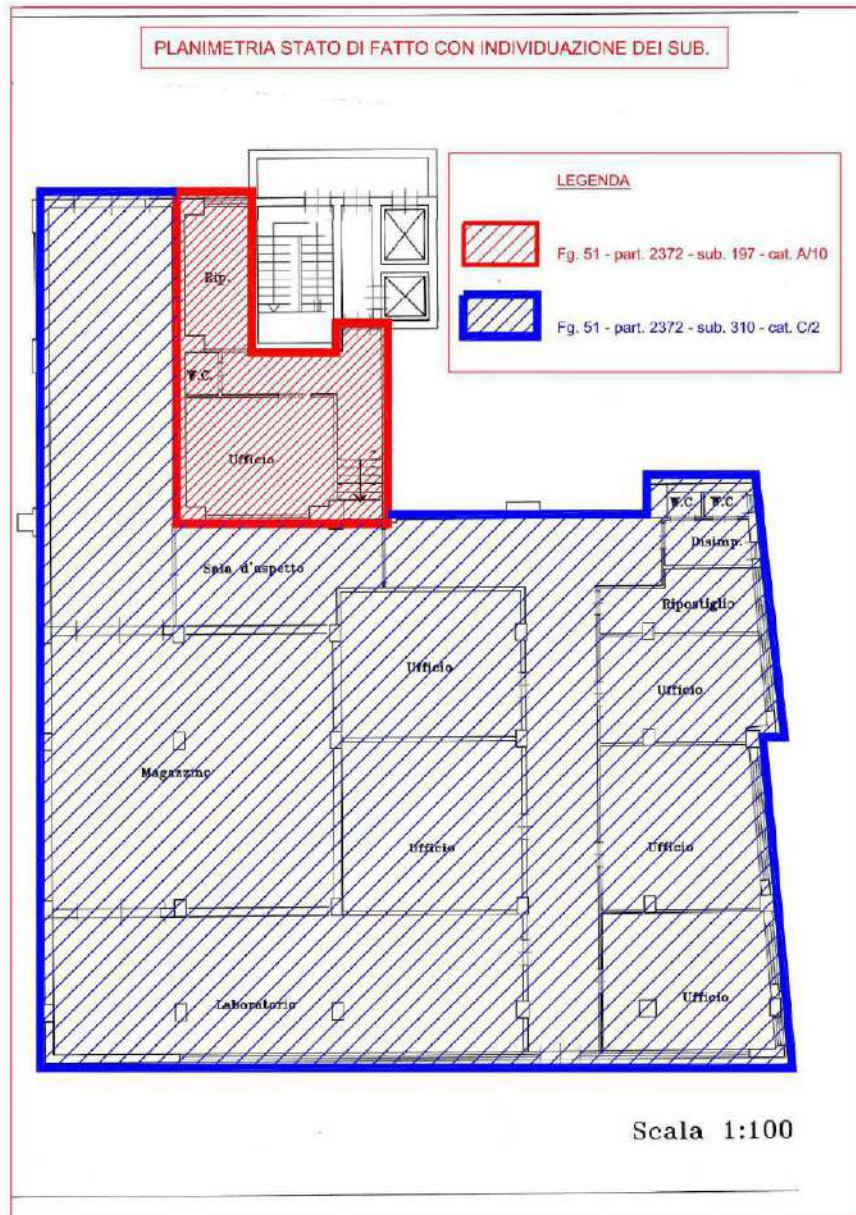 PLANIMETRIA STATO DI FATTO CON INDIVIDUAZIONE DEI SUB.
LEGENDA
Fg. 51 - part. 2372 - sub. 197 - cat. A/10
Fg. 51 - part. 2372 - sub. 310 - cat. C/2
Rip.
W.C.
Ufficio
W.C. W.C.
Disimp.
Sala d'aspetto
Ripostiglio
Ufficio
Ufficio
Magazzino
Ufficio
Ufficio
Laboratorio
Ufficio
Scala 1:100